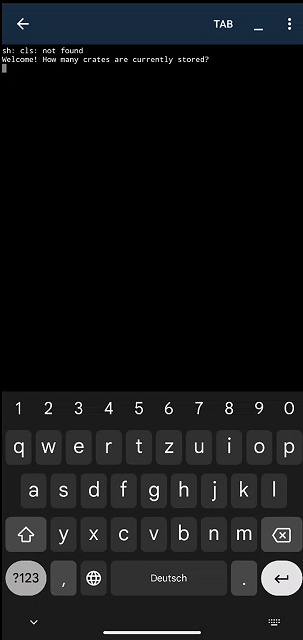 TAB
sh: cls: not found
Welcome! How many crates are currently stored?
1 2 3 4 5 6 7 8 9 0
q w e r t z u i o p
a s d f g h j k l
y x c v b n m
?123 , Deutsch .